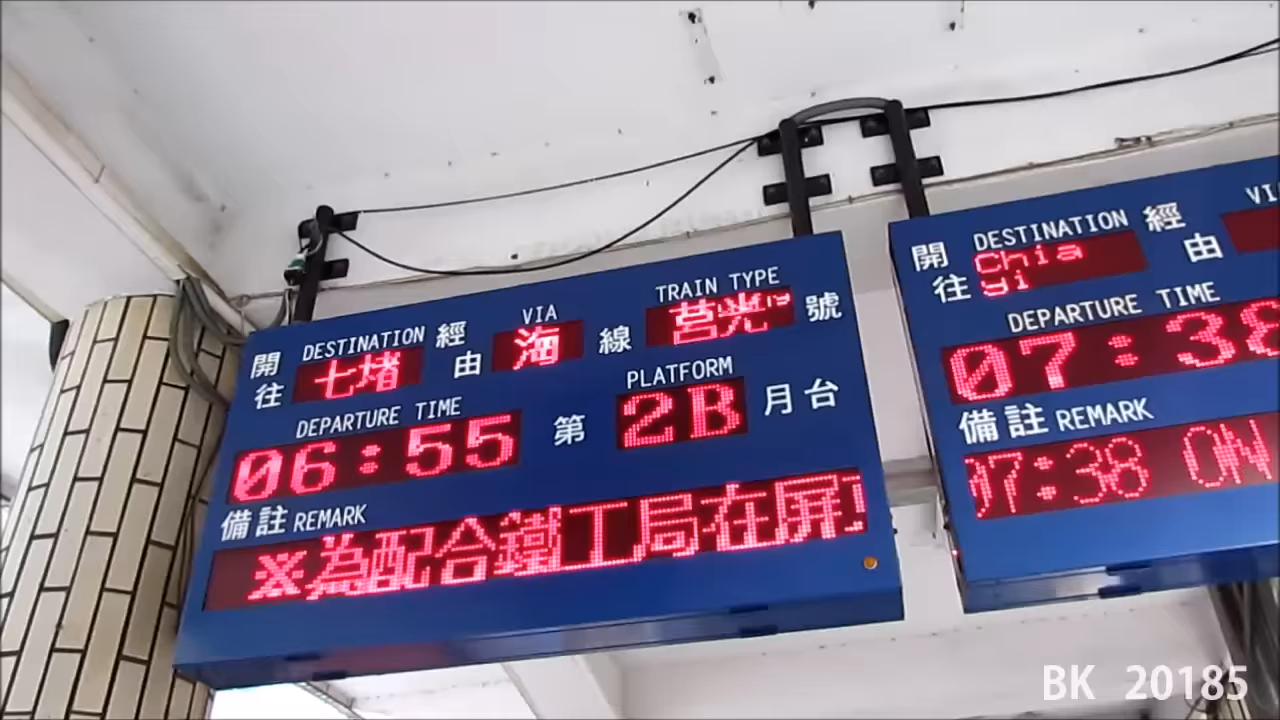 開往 DESTINATION 七堵 經由 VIA 海 線 TRAIN TYPE 莒光 號
DEPARTURE TIME 06:55 第 PLATFORM 2B 月台
備註 REMARK
※為配合鐵工局在屏
開往 DESTINATION Chia yi 經由
DEPARTURE TIME
07:38
備註 REMARK
07:38 ON
BK 20185